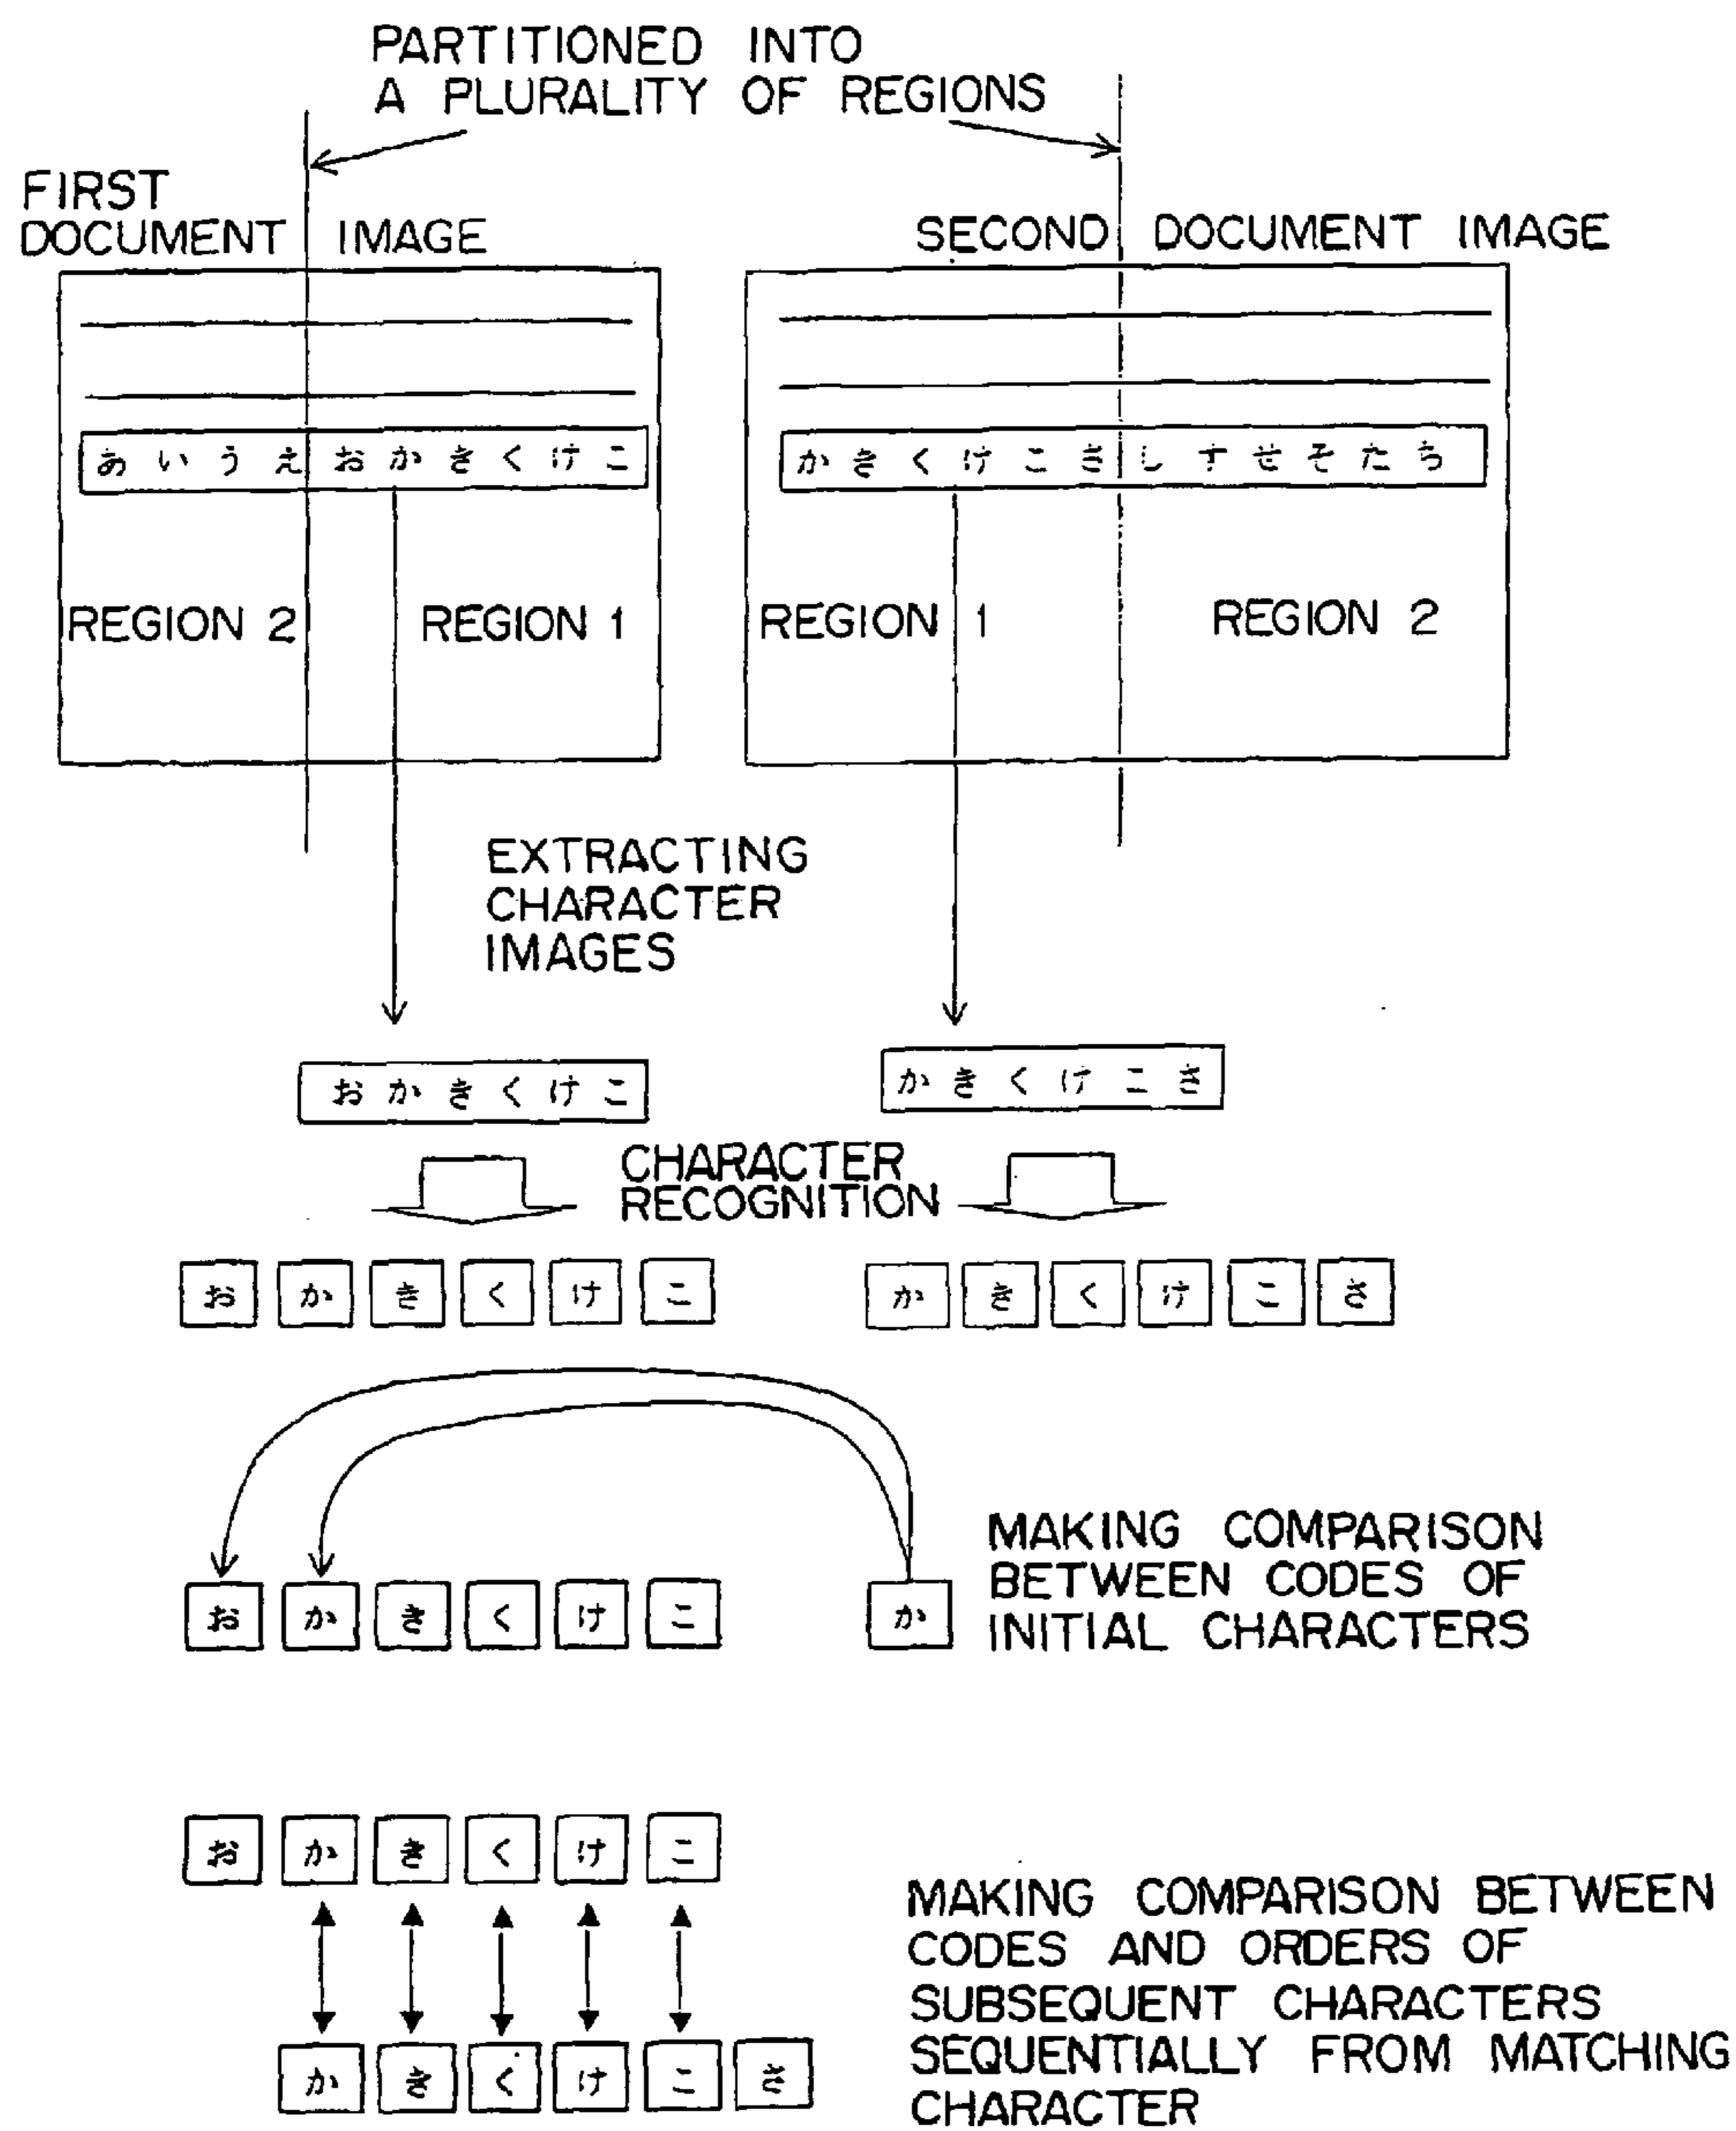 PARTITIONED INTO
A PLURALITY OF REGIONS
FIRST
DOCUMENT IMAGE
SECOND DOCUMENT IMAGE
あいうえおかきくけこ
かきくけこさしすせそたち
REGION 2
REGION 1
REGION 1
REGION 2
EXTRACTING
CHARACTER
IMAGES
おかきくけこ
かきくけこさ
CHARACTER
RECOGNITION
お か き く け こ
か き く け こ さ
お か き く け こ
か
MAKING COMPARISON
BETWEEN CODES OF
INITIAL CHARACTERS
お か き く け こ
か き く け こ さ
MAKING COMPARISON BETWEEN
CODES AND ORDERS OF
SUBSEQUENT CHARACTERS
SEQUENTIALLY FROM MATCHING
CHARACTER